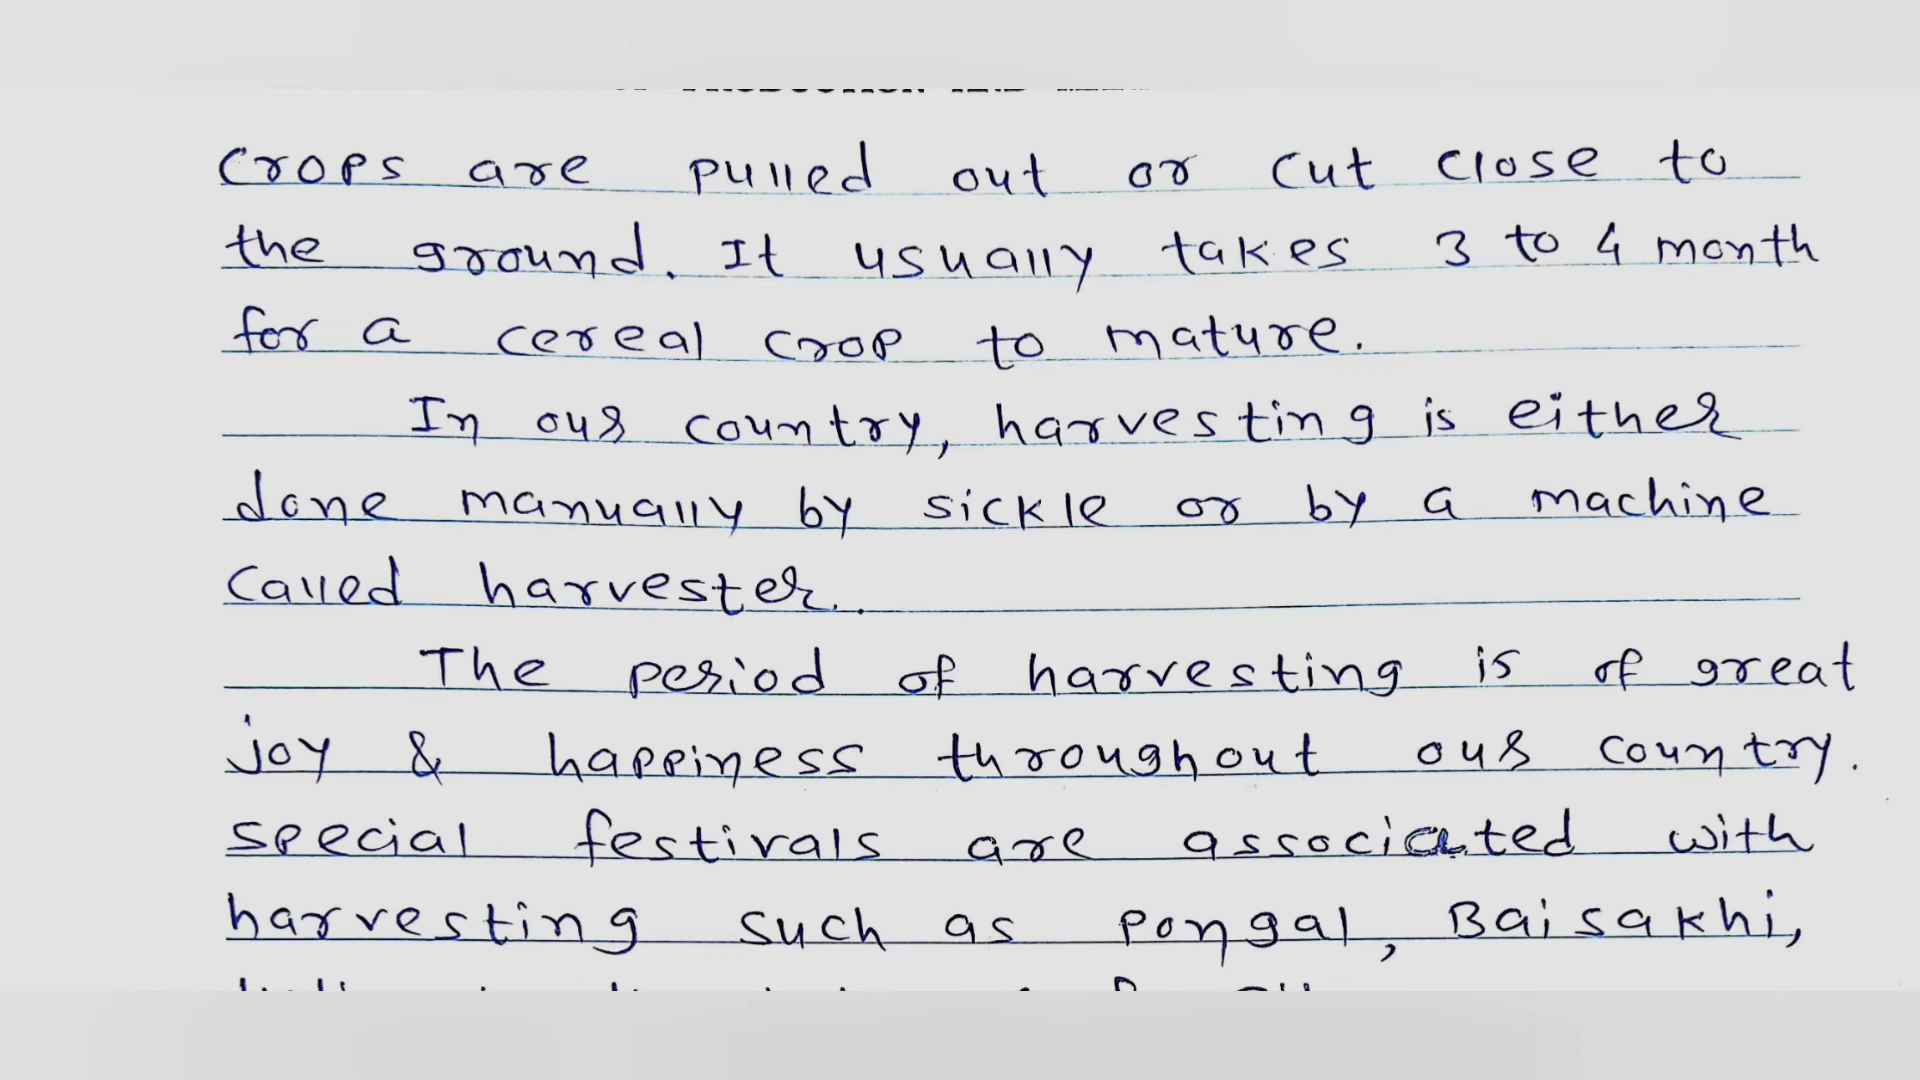 crops are pulled out or cut close to
the ground. It usually takes 3 to 4 month
for a cereal crop to mature.
In our country, harvesting is either
done manually by sickle or by a machine
called harvester..
The period of harvesting is of great
joy & happiness throughout our country.
special festivals are associated with
harvesting such as pongal, Baisakhi,